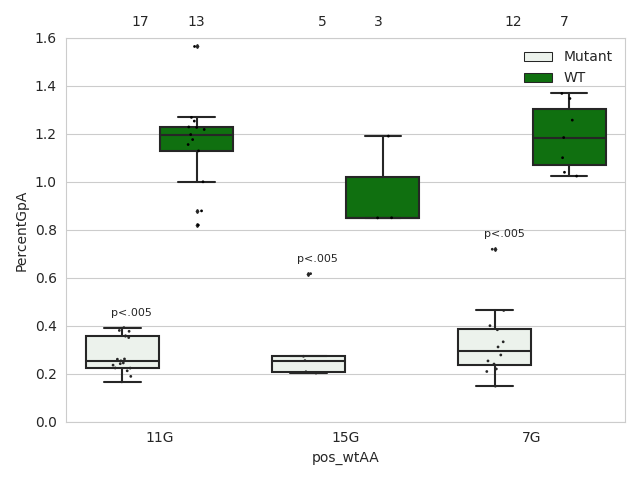 17 13 5 3 12 7
1.6
Mutant
WT
1.4
1.2
1.0
0.8
0.6
0.4
0.2
0.0
PercentGpA
p<.005
p<.005
p<.005
11G 15G 7G
pos_wtAA